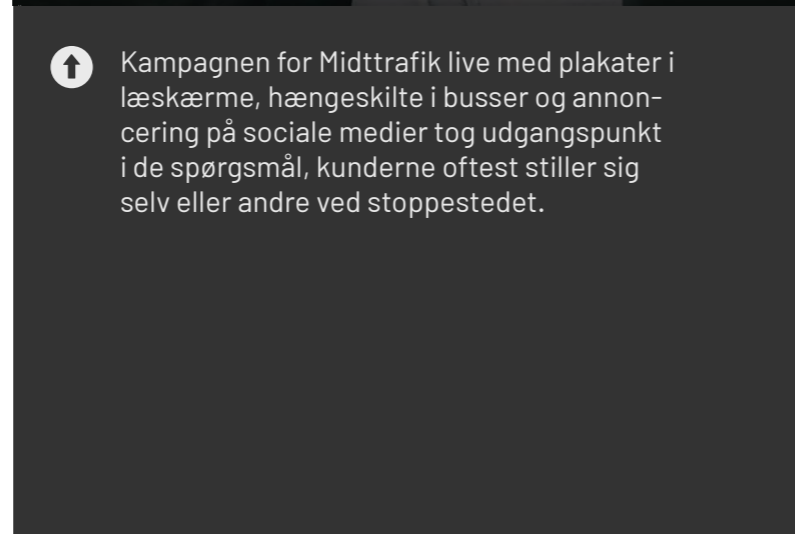 Kampagnen for Midttrafik live med plakater i
læskærme, hængeskilte i busser og annon-
cering på sociale medier tog udgangspunkt
i de spørgsmål, kunderne oftest stiller sig
selv eller andre ved stoppestedet.